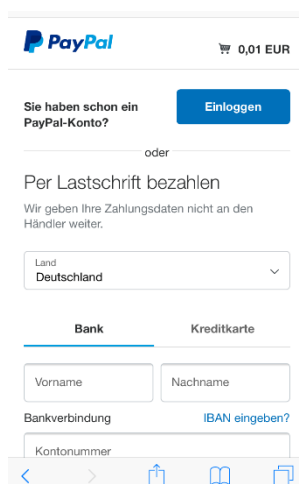 PayPal
0,01 EUR
Sie haben schon ein
PayPal-Konto?
Einloggen
oder
Per Lastschrift bezahlen
Wir geben Ihre Zahlungsdaten nicht an den
Händler weiter.
Land
Deutschland
Bank
Kreditkarte
Vorname
Nachname
Bankverbindung
IBAN eingeben?
Kontonummer